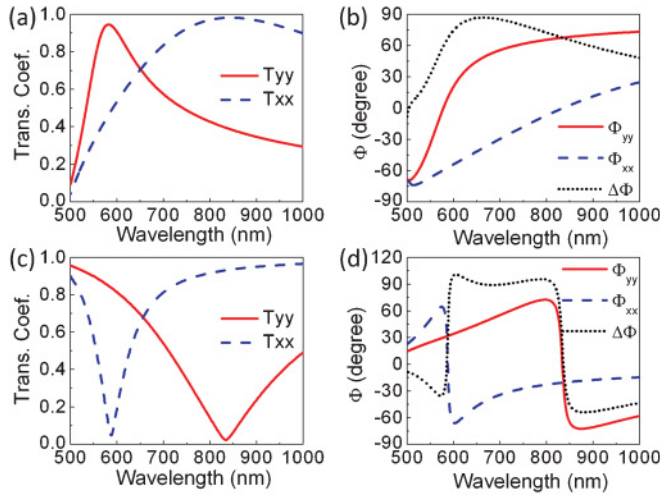 (a)
1.0
0.8
0.6
0.4
0.2
0.0
Trans. Coef.
Tyy
Txx
500 600 700 800 900 1000
Wavelength (nm)
(b)
90
60
30
0
-30
-60
-90
Φ (degree)
Φyy
Φxx
ΔΦ
500 600 700 800 900 1000
Wavelength (nm)
(c)
1.0
0.8
0.6
0.4
0.2
0.0
Trans. Coef.
Tyy
Txx
500 600 700 800 900 1000
Wavelength (nm)
(d)
120
90
60
30
0
-30
-60
-90
Φ (degree)
Φyy
Φxx
ΔΦ
500 600 700 800 900 1000
Wavelength (nm)